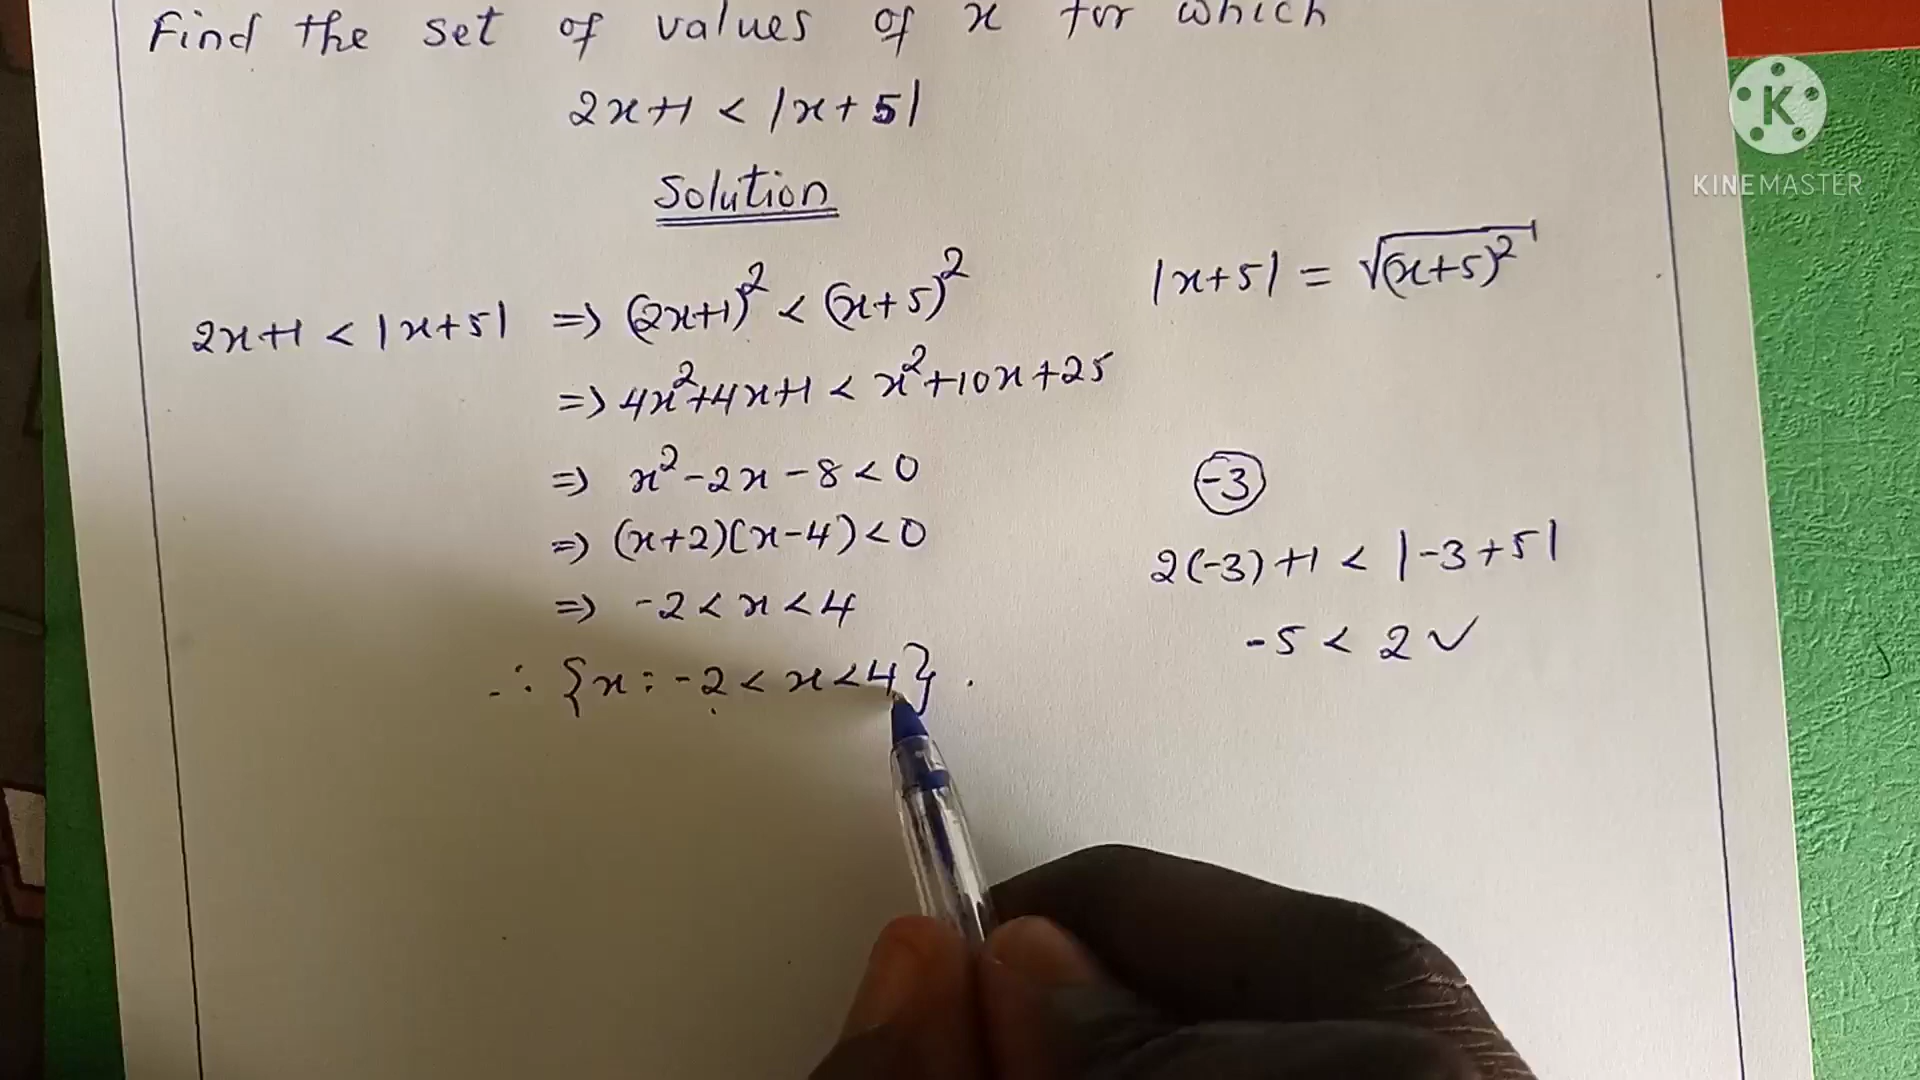 Find the set of values of x for which
2x+1 < |x+5|
Solution
2x+1 < |x+5| => (2x+1)² < (x+5)²
=> 4x²+4x+1 < x²+10x+25
=> x²-2x-8<0
=> (x+2)(x-4)<0
=> -2<x<4
∴ {x:-2<x<4}.
|x+5| = √(x+5)²
-3
2(-3)+1 < |-3+5|
-5 < 2 ✓
K
KINEMASTER